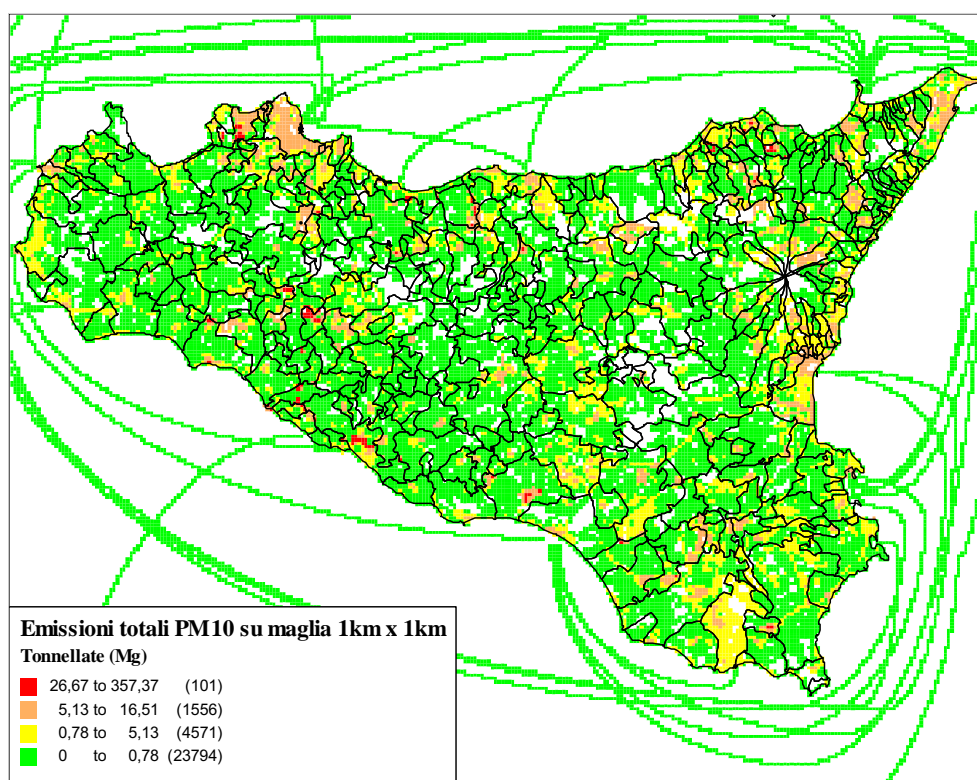 Emissioni totali PM10 su maglia 1km x 1km
Tonnellate (Mg)
26,67 to 357,37 (101)
5,13 to 16,51 (1556)
0,78 to 5,13 (4571)
0 to 0,78 (23794)